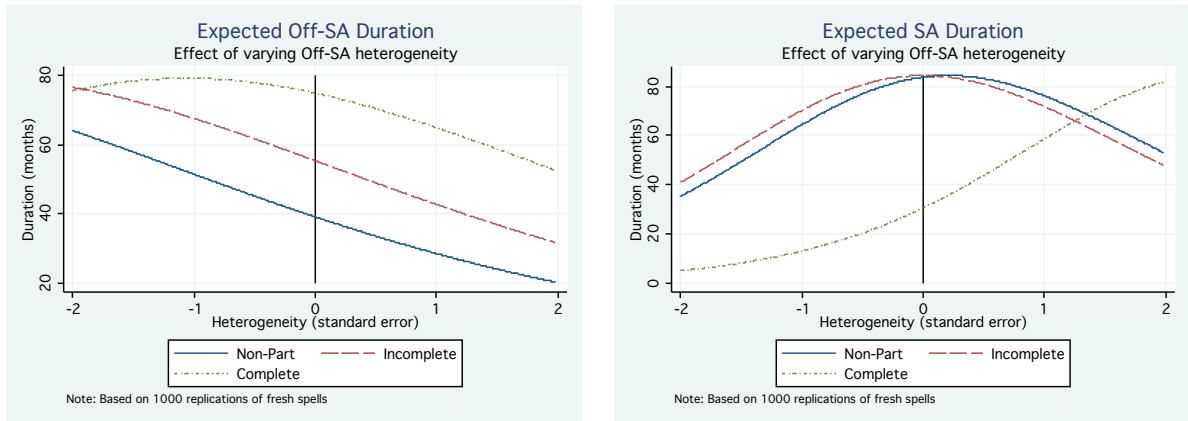 Expected Off-SA Duration
Effect of varying Off-SA heterogeneity
Duration (months)
80
60
40
20
-2 -1 0 1 2
Heterogeneity (standard error)
Non-Part Incomplete
Complete
Note: Based on 1000 replications of fresh spells
Expected SA Duration
Effect of varying Off-SA heterogeneity
Duration (months)
80
60
40
20
0
-2 -1 0 1 2
Heterogeneity (standard error)
Non-Part Incomplete
Complete
Note: Based on 1000 replications of fresh spells